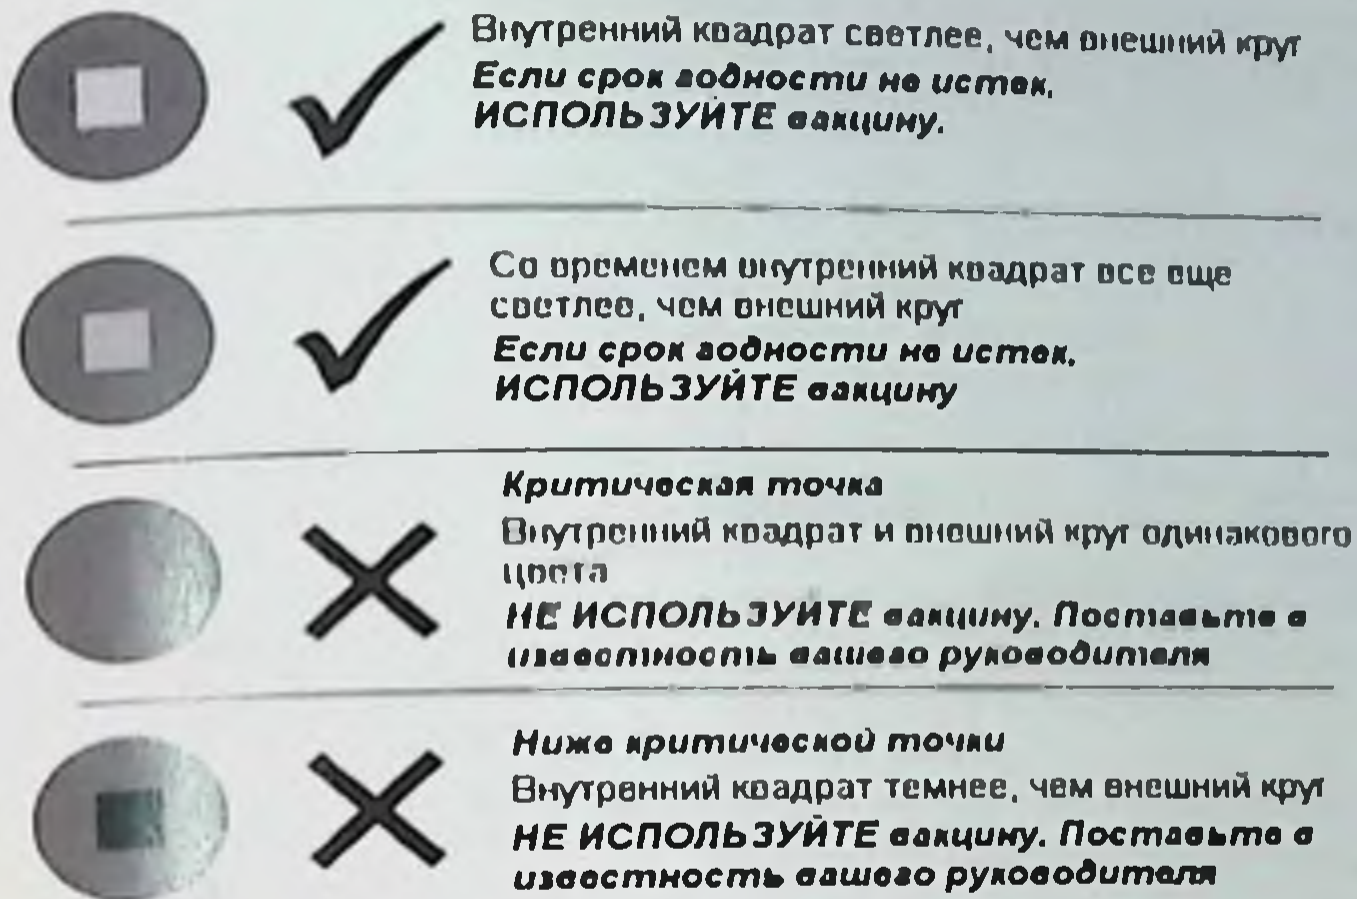 Внутренний квадрат светлее, чем внешний круг
Если срок годности не истек,
ИСПОЛЬЗУЙТЕ вакцину.
Со временем внутренний квадрат все еще
светлее, чем внешний круг
Если срок годности не истек,
ИСПОЛЬЗУЙТЕ вакцину
Критическая точка
Внутренний квадрат и внешний круг одинакового
цвета
НЕ ИСПОЛЬЗУЙТЕ вакцину. Поставьте в
известность вашего руководителя
Ниже критической точки
Внутренний квадрат темнее, чем внешний круг
НЕ ИСПОЛЬЗУЙТЕ вакцину. Поставьте в
известность вашего руководителя